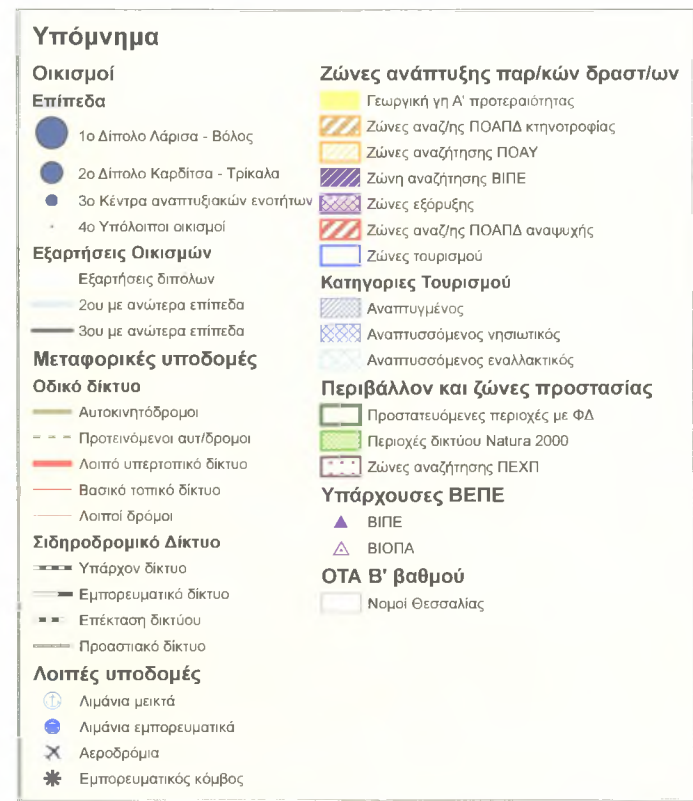 Υπόμνημα
Οικισμοί
Επίπεδα
1ο Δίπολο Λάρισα - Βόλος
2ο Δίπολο Καρδίτσα - Τρίκαλα
3ο Κέντρα αναπτυξιακών ενοτήτων
4ο Υπόλοιποι οικισμοί
Εξαρτήσεις Οικισμών
Εξαρτήσεις διπόλων
2ου με ανώτερα επίπεδα
3ου με ανώτερα επίπεδα
Μεταφορικές υποδομές
Οδικό δίκτυο
Αυτοκινητόδρομοι
Προτεινόμενοι αυτ/δρομοι
Λοιπό υπερτοπικό δίκτυο
Βασικό τοπικό δίκτυο
Λοιποί δρόμοι
Σιδηροδρομικό Δίκτυο
Υπάρχον δίκτυο
Εμπορευματικό δίκτυο
Επέκταση δικτύου
Προαστιακό δίκτυο
Λοιπές υποδομές
Λιμάνια μεικτά
Λιμάνια εμπορευματικά
Αεροδρόμια
Εμπορευματικός κόμβος
Ζώνες ανάπτυξης παρ/κών δραστ/ων
Γεωργική γη Α' προτεραιότητας
Ζώνες αναζ/ης ΠΟΑΠΔ κτηνοτροφίας
Ζώνες αναζήτησης ΠΟΑΥ
Ζώνη αναζήτησης ΒΙΠΕ
Ζώνες εξόρυξης
Ζώνες αναζ/ης ΠΟΑΠΔ αναψυχής
Ζώνες τουρισμού
Κατηγοριες Τουρισμού
Αναπτυγμένος
Αναπτυσσόμενος νησιωτικός
Αναπτυσσόμενος εναλλακτικός
Περιβάλλον και ζώνες προστασίας
Προστατευόμενες περιοχές με ΦΔ
Περιοχές δικτύου Natura 2000
Ζώνες αναζήτησης ΠΕΧΠ
Υπάρχουσες ΒΕΠΕ
ΒΙΠΕ
ΒΙΟΠΑ
ΟΤΑ Β' βαθμού
Νομοί Θεσσαλίας